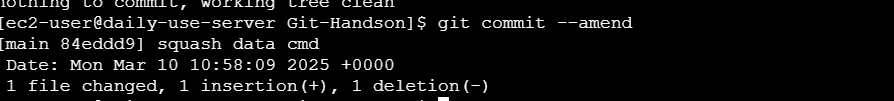 nothing to commit, working tree clean
[ec2-user@daily-use-server Git-Handson]$ git commit --amend
[main 84eddd9] squash data cmd
Date: Mon Mar 10 10:58:09 2025 +0000
1 file changed, 1 insertion(+), 1 deletion(-)